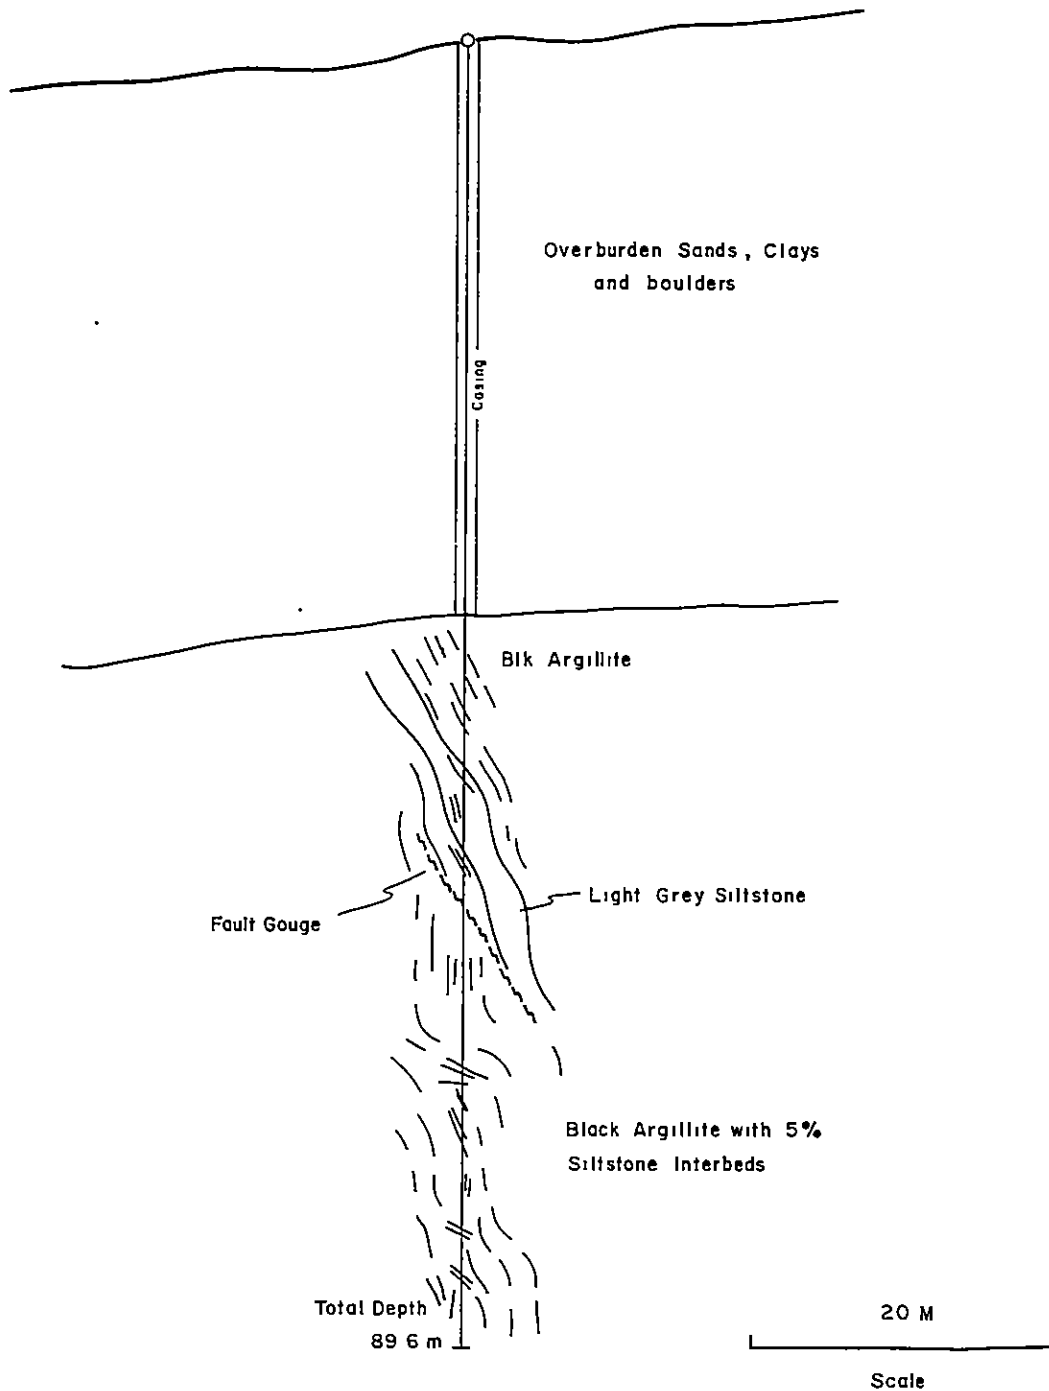 Overburden Sands, Clays
and boulders
Casing
Blk Argillite
Light Grey Siltstone
Fault Gouge
Black Argillite with 5%
Siltstone Interbeds
Total Depth
89 6 m
20 M
Scale